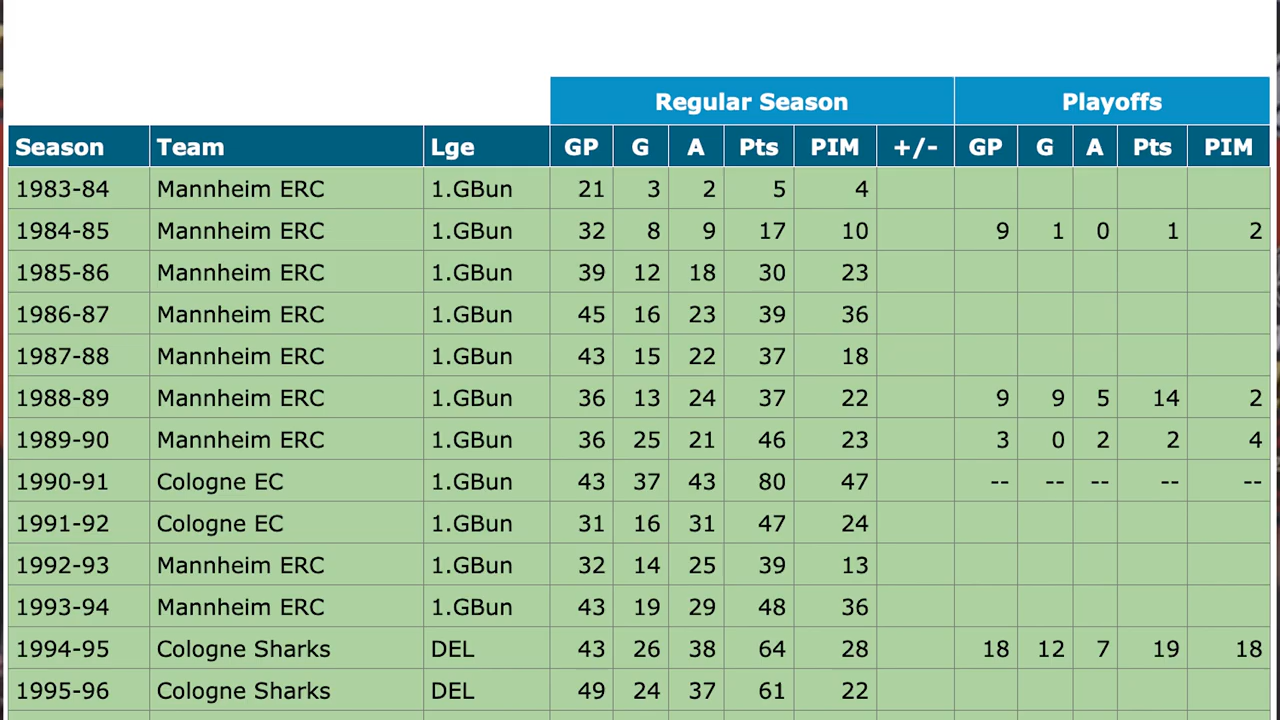 Regular Season Playoffs
Season Team Lge GP G A Pts PIM +/- GP G A Pts PIM
1983-84 Mannheim ERC 1.GBun 21 3 2 5 4
1984-85 Mannheim ERC 1.GBun 32 8 9 17 10 9 1 0 1 2
1985-86 Mannheim ERC 1.GBun 39 12 18 30 23
1986-87 Mannheim ERC 1.GBun 45 16 23 39 36
1987-88 Mannheim ERC 1.GBun 43 15 22 37 18
1988-89 Mannheim ERC 1.GBun 36 13 24 37 22 9 9 5 14 2
1989-90 Mannheim ERC 1.GBun 36 25 21 46 23 3 0 2 2 4
1990-91 Cologne EC 1.GBun 43 37 43 80 47 -- -- -- -- --
1991-92 Cologne EC 1.GBun 31 16 31 47 24
1992-93 Mannheim ERC 1.GBun 32 14 25 39 13
1993-94 Mannheim ERC 1.GBun 43 19 29 48 36
1994-95 Cologne Sharks DEL 43 26 38 64 28 18 12 7 19 18
1995-96 Cologne Sharks DEL 49 24 37 61 22